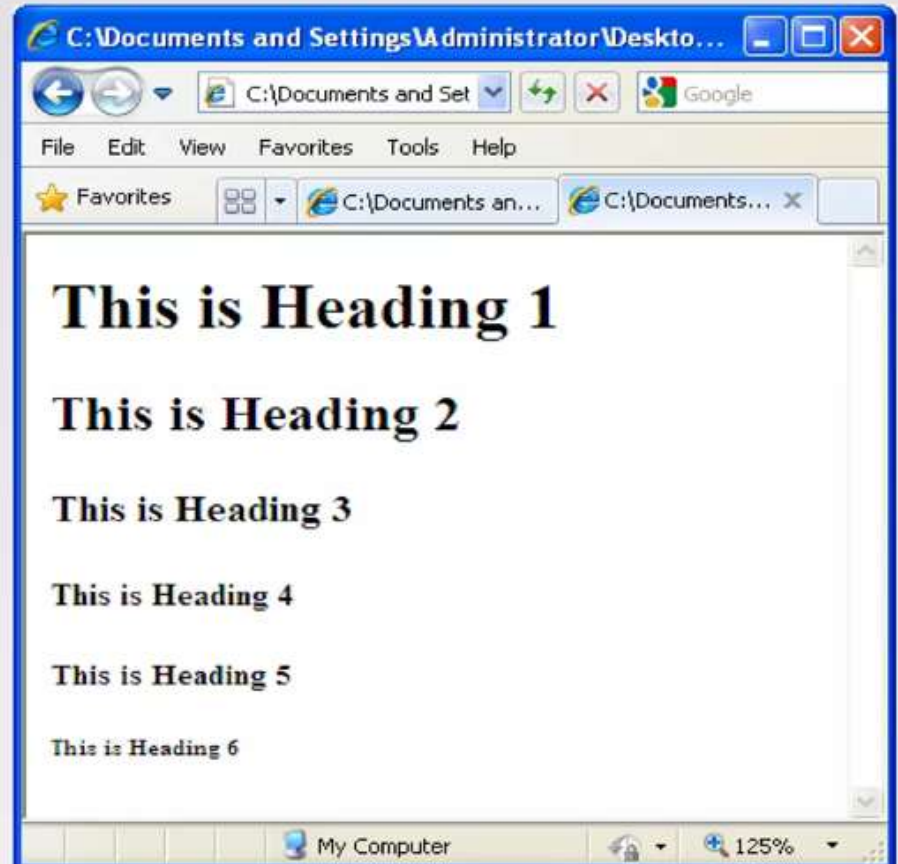 C:\Documents and Settings\Administrator\Deskto...
C:\Documents and Set Google
File Edit View Favorites Tools Help
Favorites C:\Documents an... C:\Documents...
This is Heading 1
This is Heading 2
This is Heading 3
This is Heading 4
This is Heading 5
This is Heading 6
My Computer 125%